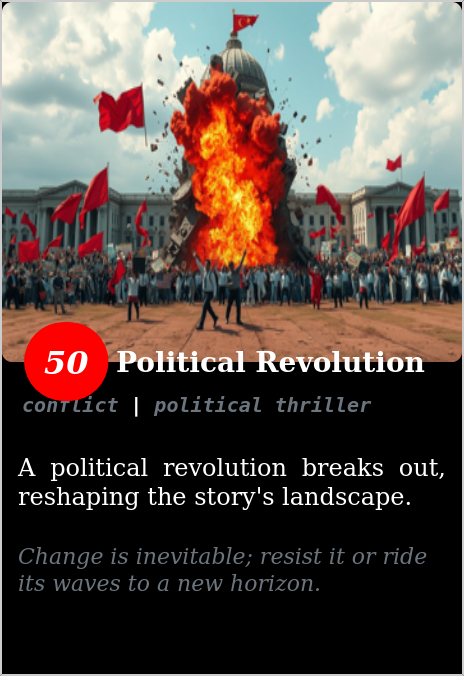 50 Political Revolution
conflict | political thriller
A political revolution breaks out,
reshaping the story's landscape.
Change is inevitable; resist it or ride
its waves to a new horizon.